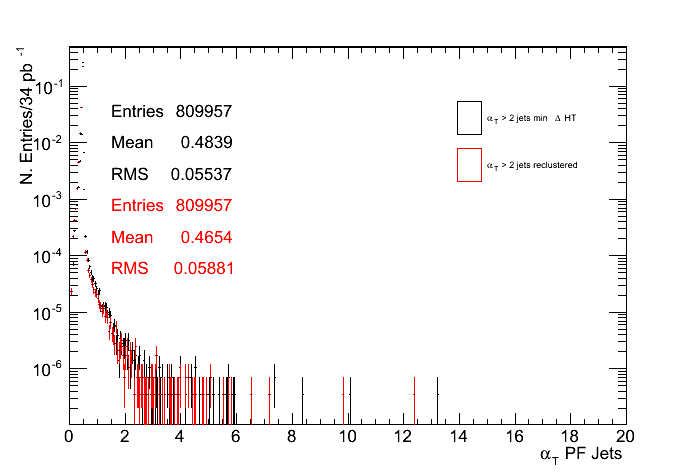 N. Entries/34 pb⁻¹
10⁻¹
10⁻²
10⁻³
10⁻⁴
10⁻⁵
10⁻⁶
Entries 809957
Mean 0.4839
RMS 0.05537
Entries 809957
Mean 0.4654
RMS 0.05881
α_T > 2 jets min Δ HT
α_T > 2 jets reclustered
0 2 4 6 8 10 12 14 16 18 20
α_T PF Jets